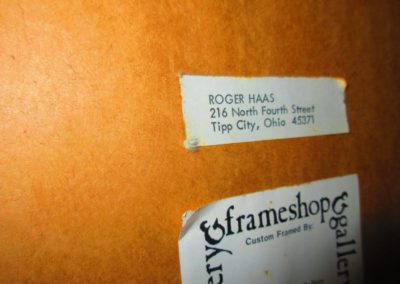 ROGER HAAS
216 North Fourth Street
Tipp City, Ohio 45371
&frameshop&
Custom Framed By: